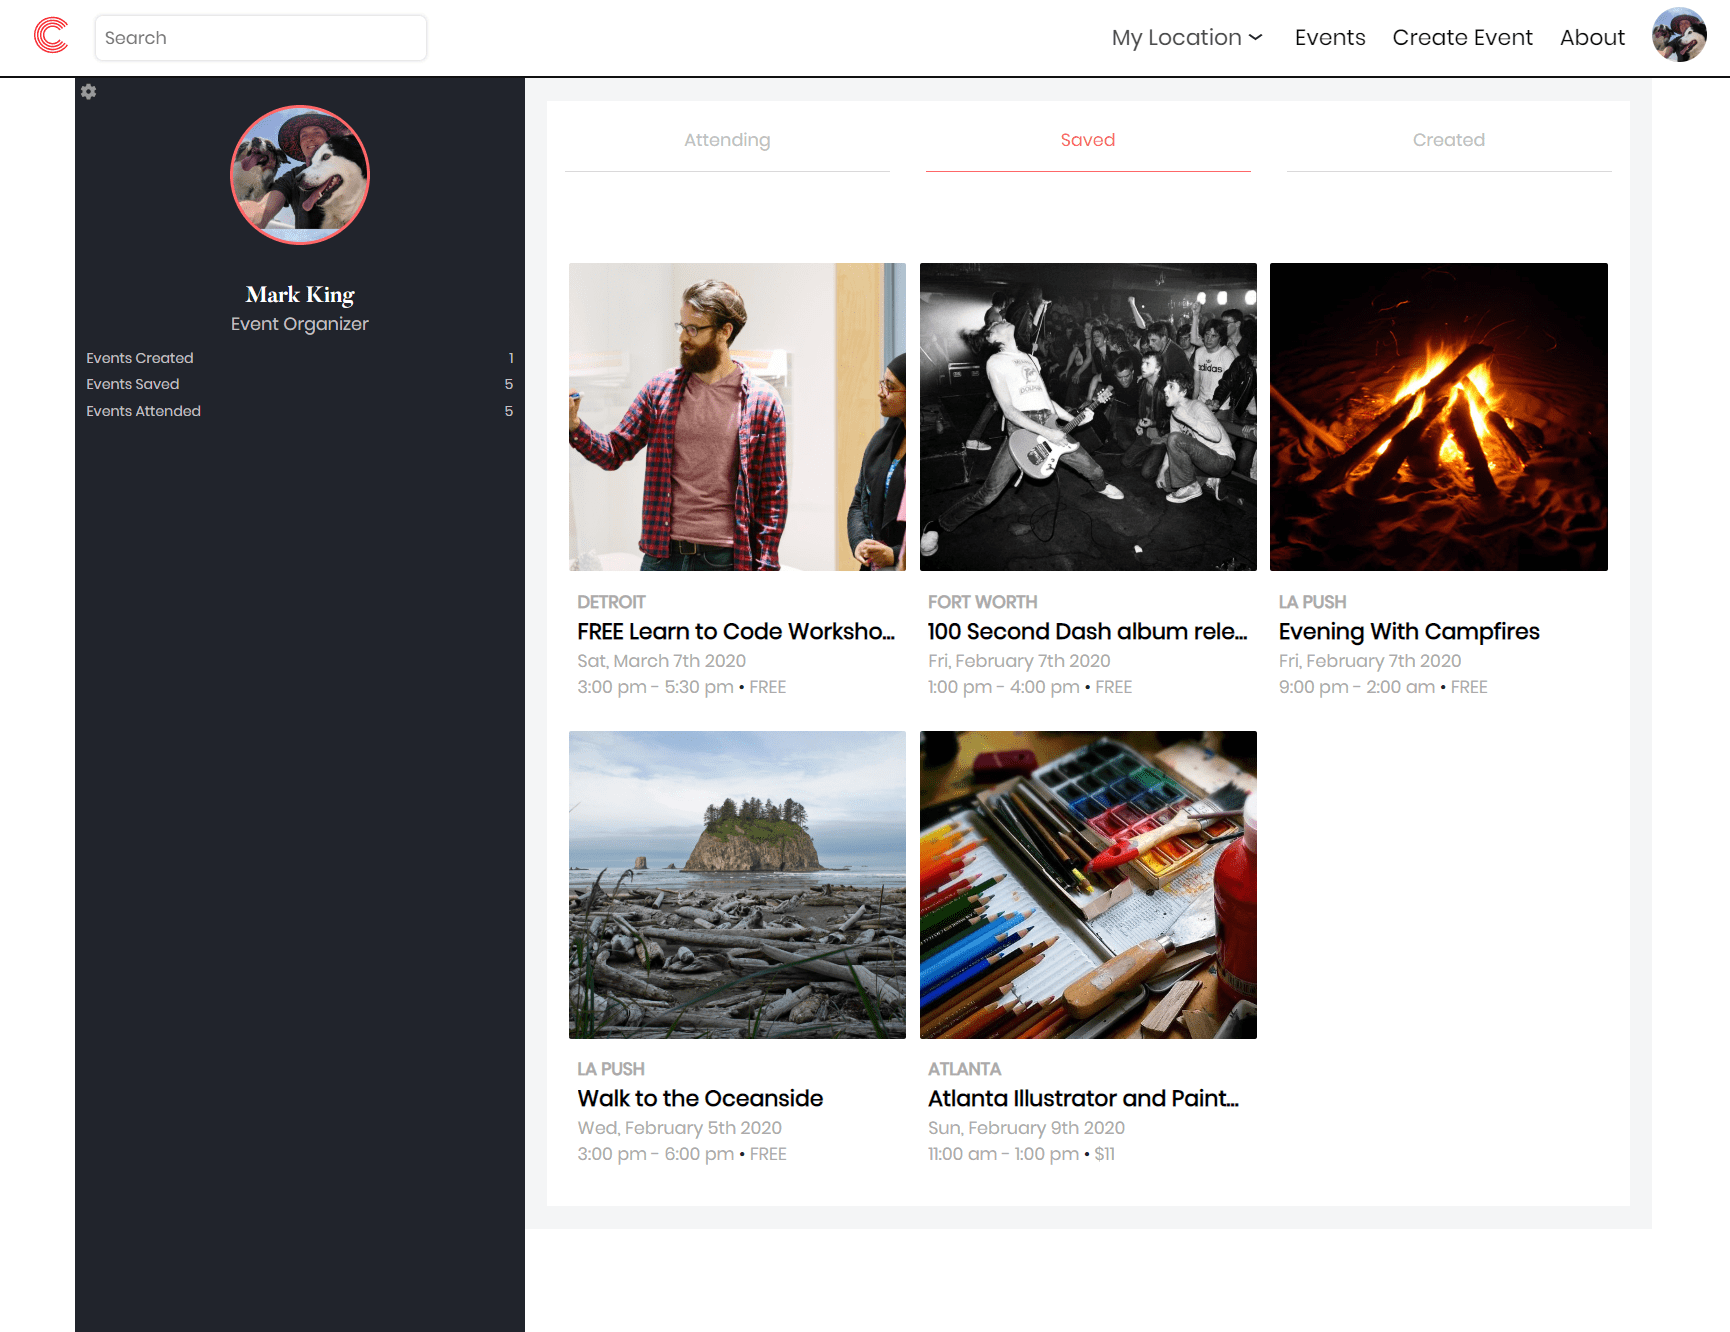 Search
My Location
Events
Create Event
About
Mark King
Event Organizer
Events Created 1
Events Saved 5
Events Attended 5
Attending
Saved
Created
adidas
DETROIT
FREE Learn to Code Worksho...
Sat, March 7th 2020
3:00 pm - 5:30 pm • FREE
FORT WORTH
100 Second Dash album rele...
Fri, February 7th 2020
1:00 pm - 4:00 pm • FREE
LA PUSH
Evening With Campfires
Fri, February 7th 2020
9:00 pm - 2:00 am • FREE
LA PUSH
Walk to the Oceanside
Wed, February 5th 2020
3:00 pm - 6:00 pm • FREE
ATLANTA
Atlanta Illustrator and Paint...
Sun, February 9th 2020
11:00 am - 1:00 pm • $11